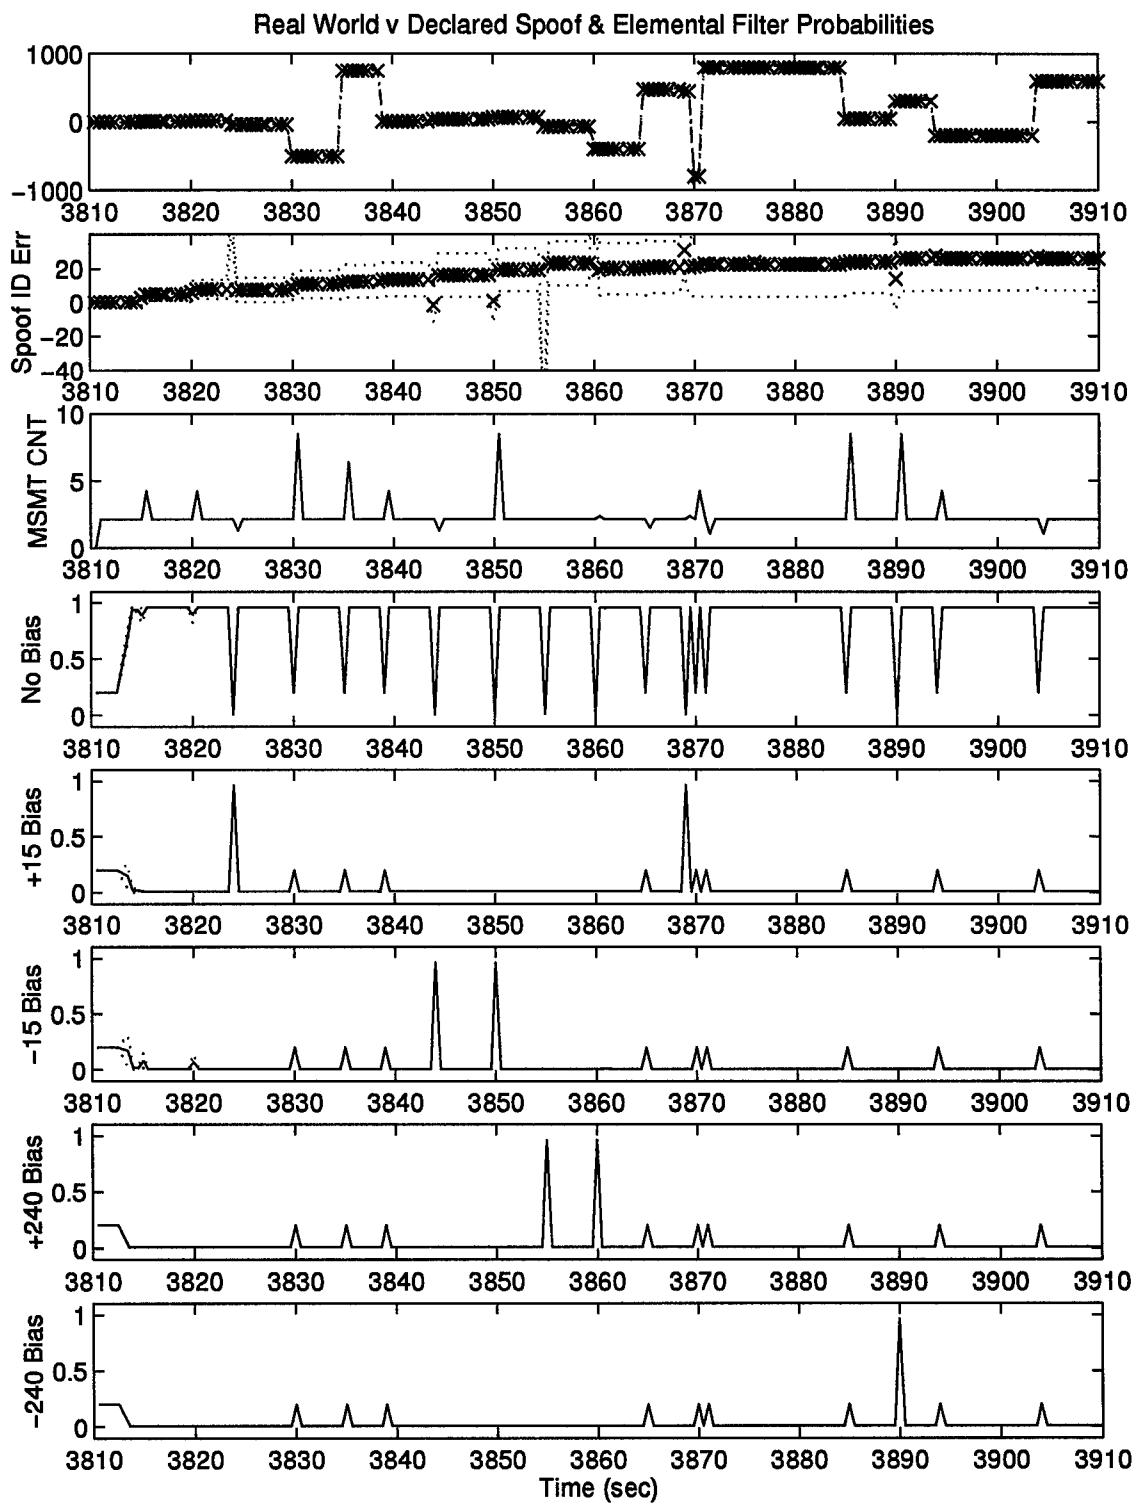 Real World v Declared Spoof & Elemental Filter Probabilities
1000
0
−1000
3810 3820 3830 3840 3850 3860 3870 3880 3890 3900 3910
Spoof ID Err
20
0
−20
−40
3810 3820 3830 3840 3850 3860 3870 3880 3890 3900 3910
MSMT CNT
10
5
0
3810 3820 3830 3840 3850 3860 3870 3880 3890 3900 3910
No Bias
1
0.5
0
3810 3820 3830 3840 3850 3860 3870 3880 3890 3900 3910
+15 Bias
1
0.5
0
3810 3820 3830 3840 3850 3860 3870 3880 3890 3900 3910
−15 Bias
1
0.5
0
3810 3820 3830 3840 3850 3860 3870 3880 3890 3900 3910
+240 Bias
1
0.5
0
3810 3820 3830 3840 3850 3860 3870 3880 3890 3900 3910
−240 Bias
1
0.5
0
3810 3820 3830 3840 3850 3860 3870 3880 3890 3900 3910
Time (sec)